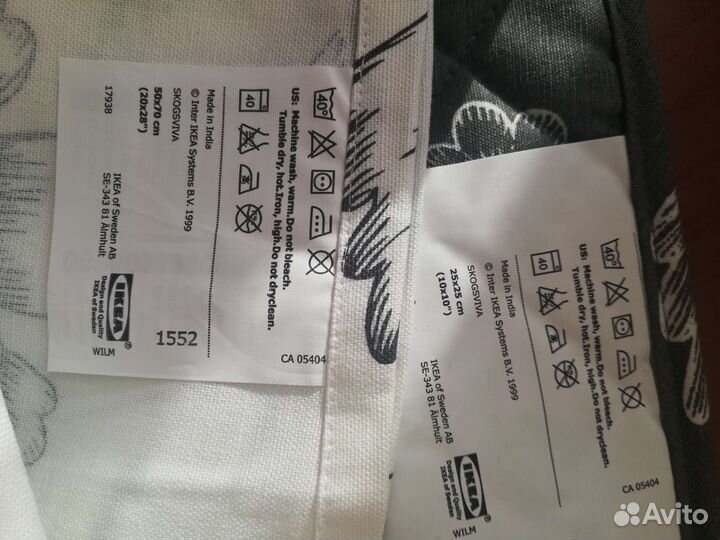 40°
40
US: Machine wash, warm.Do not bleach.
Tumble dry, hot.Iron, high.Do not dryclean.
Made in India
© Inter IKEA Systems B.V. 1999
SKOGSVIVA
50x70 cm
(20x28")
17938
IKEA of Sweden AB
SE-343 81 Älmhult
IKEA
Design and Quality
IKEA of Sweden
WILM
1552
CA 05404
40°
40
US: Machine wash, warm.Do not bleach.
Tumble dry, hot.Iron, high.Do not dryclean.
Made in India
© Inter IKEA Systems B.V. 1999
SKOGSVIVA
25x25 cm
(10x10")
IKEA of Sweden AB
SE-343 81 Älmhult
IKEA
Design and Quality
IKEA of Sweden
WILM
CA 05404
Avito